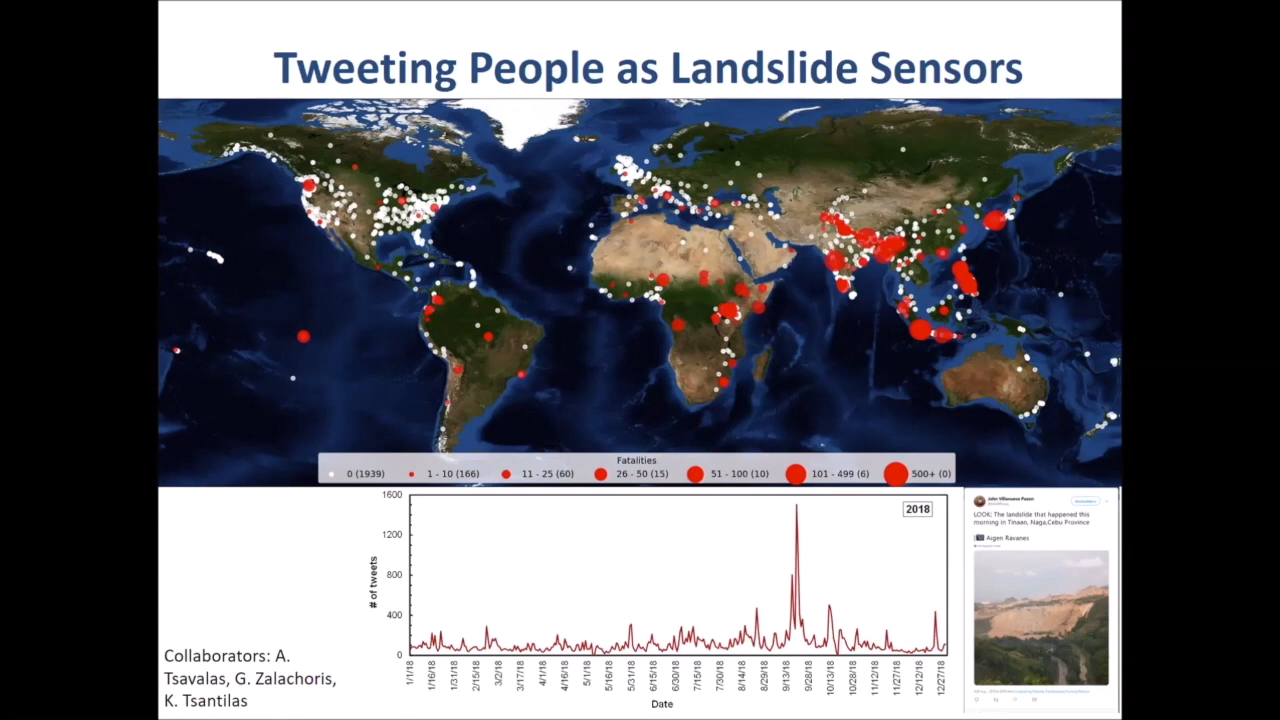 Tweeting People as Landslide Sensors
Fatalities
0 (1939) 1 - 10 (166) 11 - 25 (60) 26 - 50 (15) 51 - 100 (10) 101 - 499 (6) 500+ (0)
1600
1200
800
400
0
# of tweets
2018
1/1/18 1/16/18 1/31/18 2/15/18 3/2/18 3/17/18 4/1/18 4/16/18 5/1/18 5/16/18 5/31/18 6/15/18 6/30/18 7/15/18 7/30/18 8/14/18 8/29/18 9/13/18 9/28/18 10/13/18 10/28/18 11/12/18 11/27/18 12/12/18 12/27/18
Date
LOOK: The landslide that happened this
morning in Tinaan, Naga,Cebu Province
Aigen Ravanes
Collaborators: A.
Tsavalas, G. Zalachoris,
K. Tsantilas